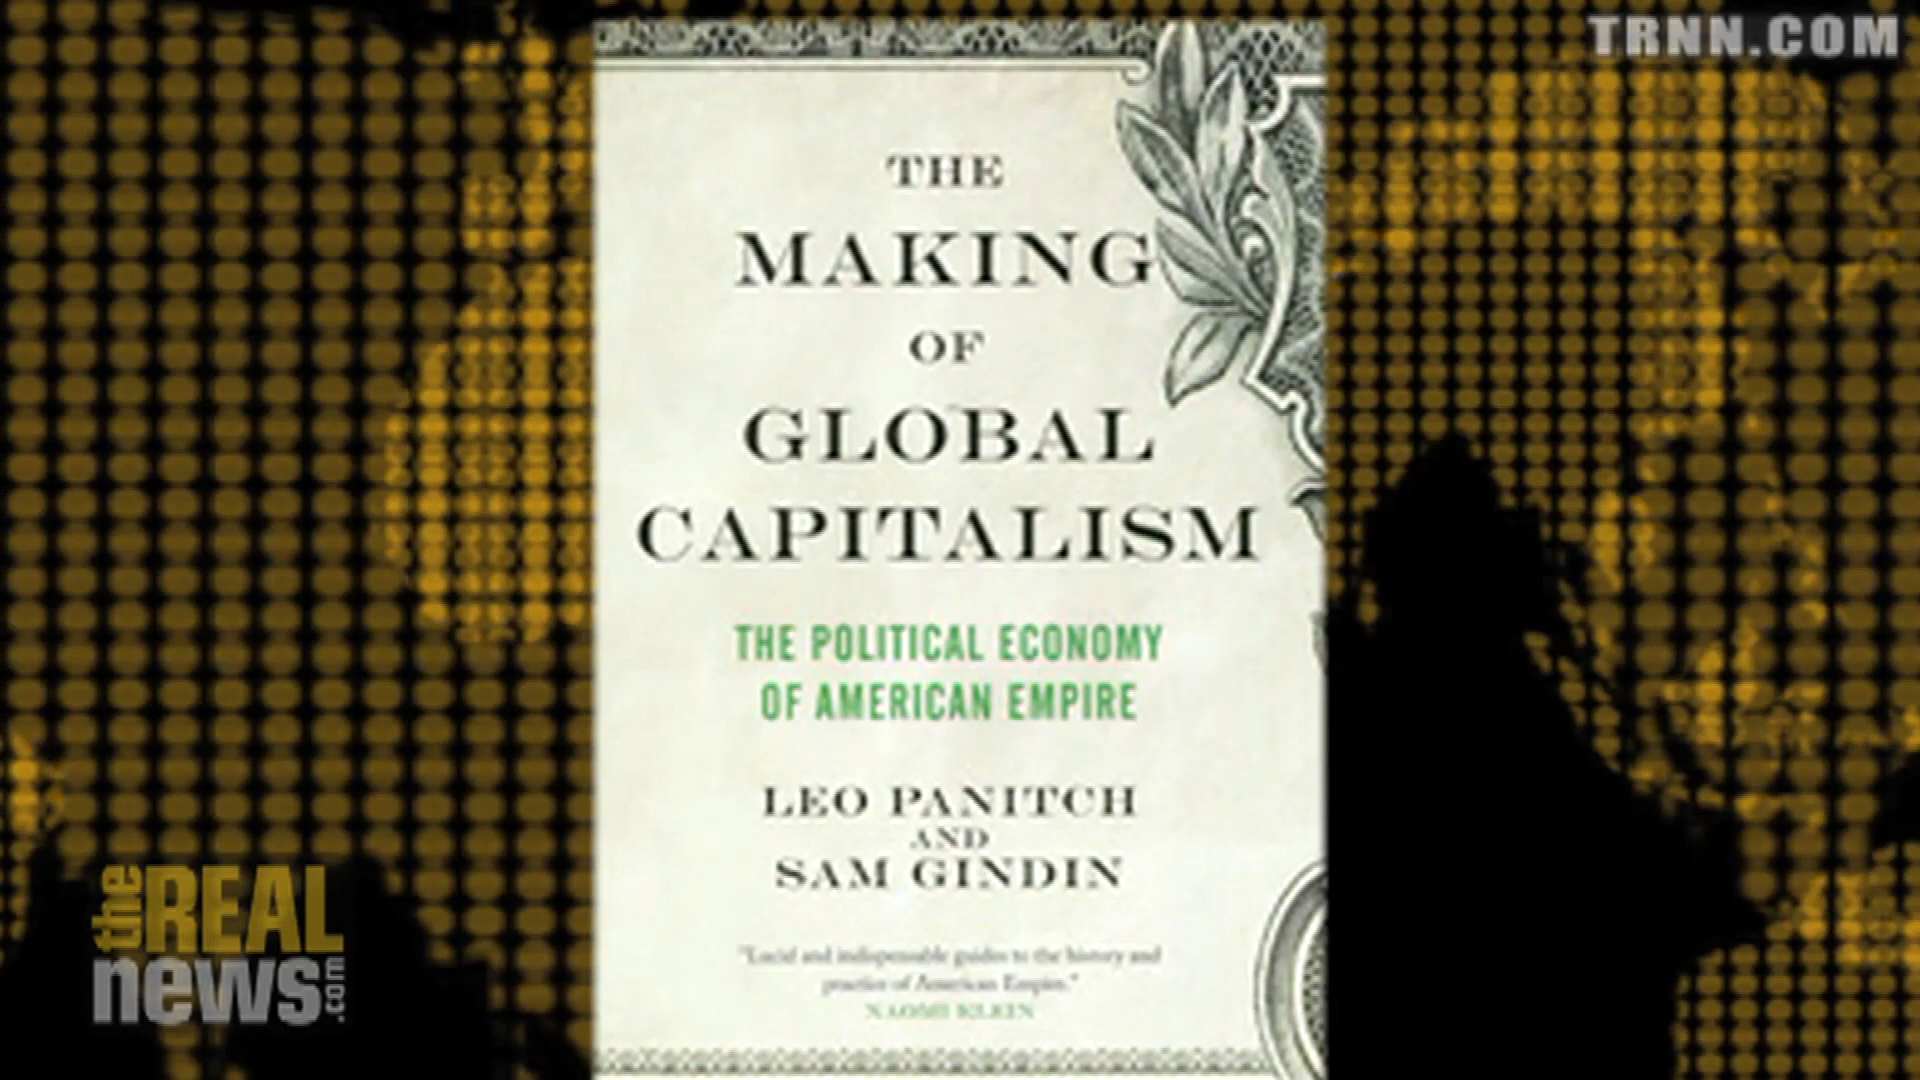 TRNN.COM
THE
MAKING
OF
GLOBAL
CAPITALISM
THE POLITICAL ECONOMY
OF AMERICAN EMPIRE
LEO PANITCH
AND
SAM GINDIN
"Lucid and indispensable guides to the history and
practice of American Empire."
NAOMI KLEIN
the REAL
news.com